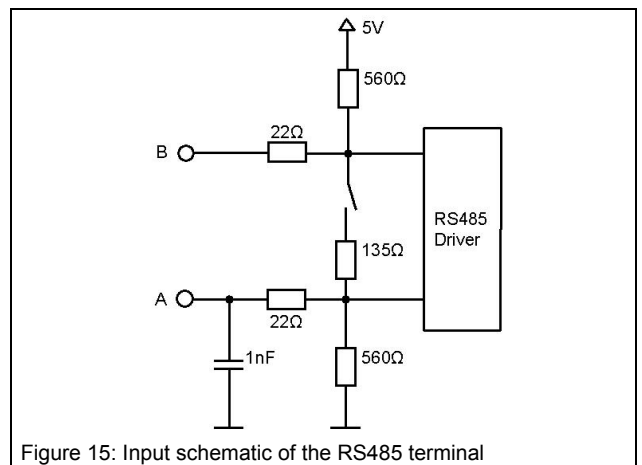 5V
560Ω
22Ω
B
RS485
Driver
135Ω
A
22Ω
1nF
560Ω
Figure 15: Input schematic of the RS485 terminal